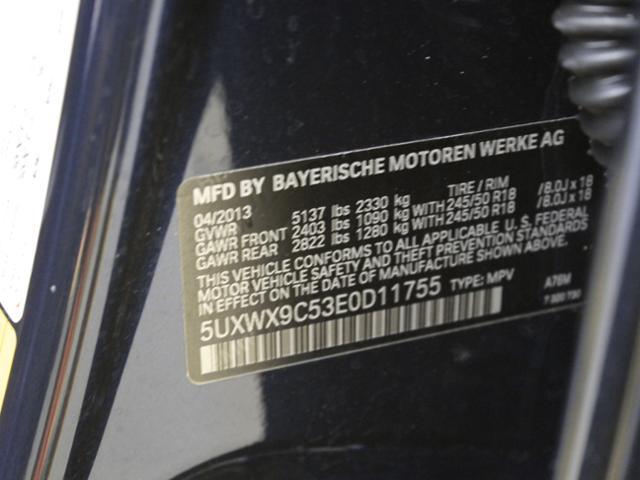 MFD BY BAYERISCHE MOTOREN WERKE AG
04/2013 TIRE / RIM
GVWR 5137 lbs 2330 kg
GAWR FRONT 2403 lbs 1090 kg WITH 245/50 R18 /8.0J x 18
GAWR REAR 2822 lbs 1280 kg WITH 245/50 R18 /8.0J x 18
THIS VEHICLE CONFORMS TO ALL APPLICABLE U. S. FEDERAL
MOTOR VEHICLE SAFETY AND THEFT PREVENTION STANDARDS
IN EFFECT ON THE DATE OF MANUFACTURE SHOWN ABOVE.
5UXWX9C53E0D11755 TYPE: MPV A76M